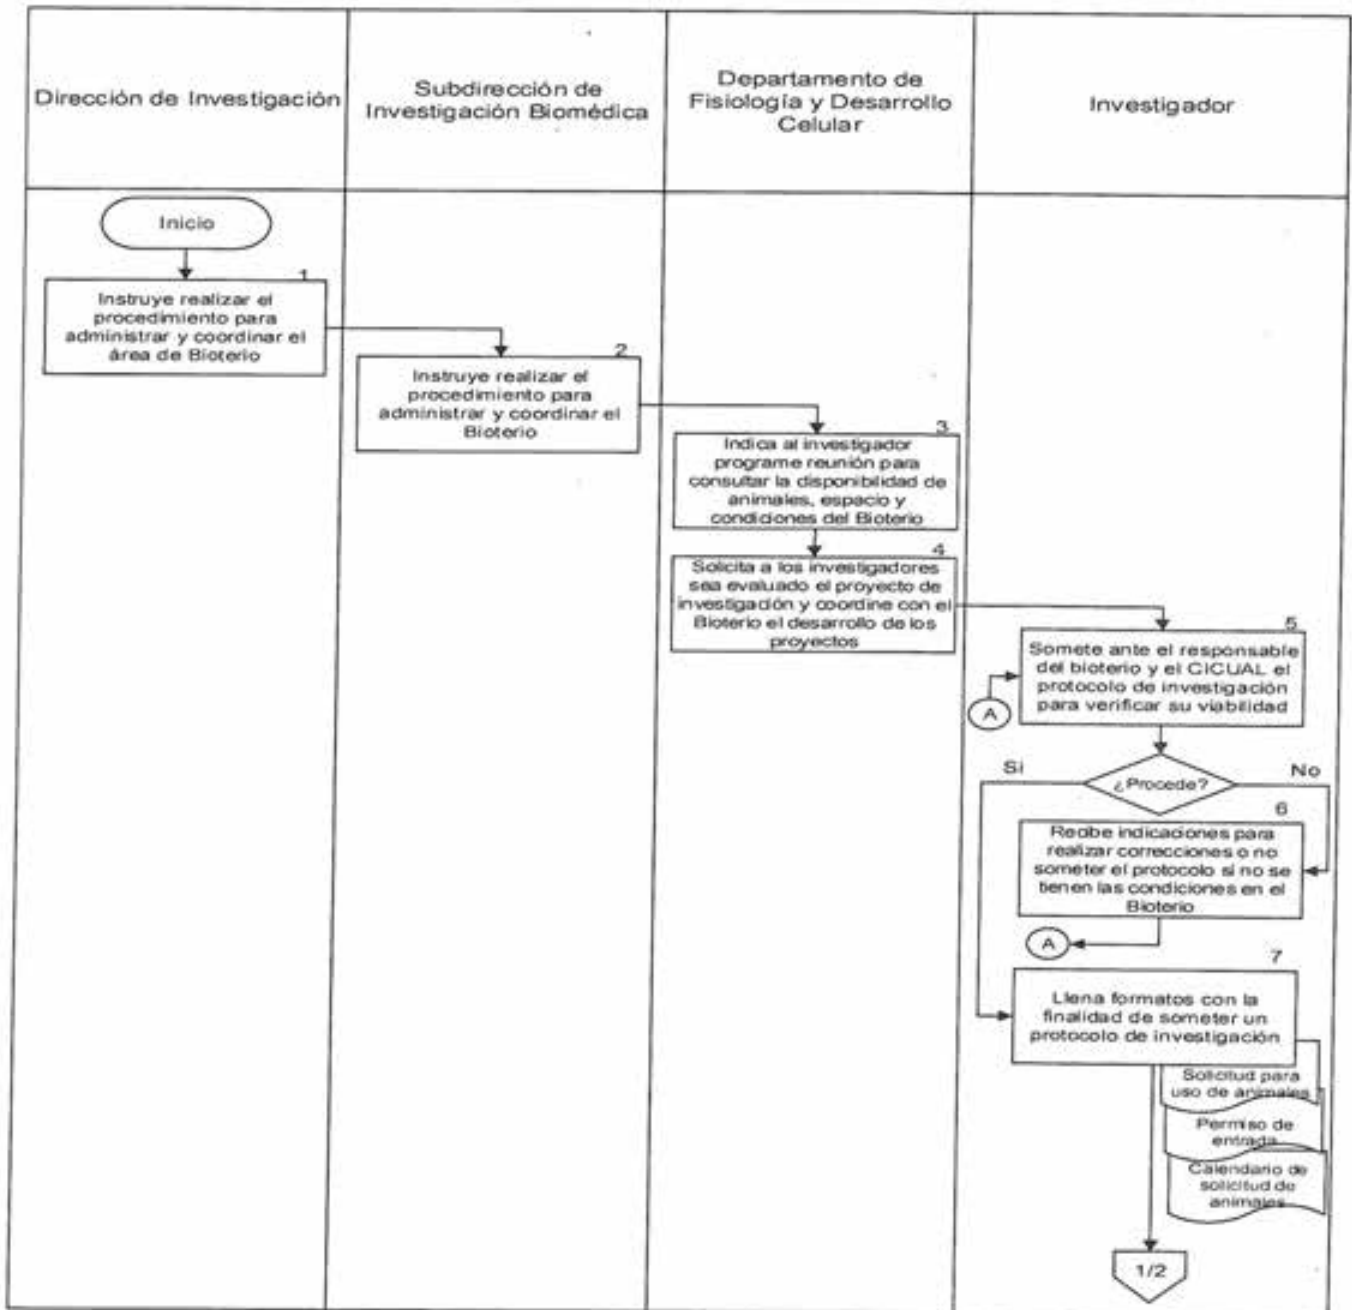 Dirección de Investigación
Subdirección de
Investigación Biomédica
Departamento de
Fisiología y Desarrollo
Celular
Investigador
Inicio
1
Instruye realizar el
procedimiento para
administrar y coordinar el
área de Bioterio
2
Instruye realizar el
procedimiento para
administrar y coordinar el
Bioterio
3
Indica al investigador
programe reunión para
consultar la disponibilidad de
animales, espacio y
condiciones del Bioterio
4
Solicita a los investigadores
sea evaluado el proyecto de
investigación y coordine con el
Bioterio el desarrollo de los
proyectos
5
Somete ante el responsable
del bioterio y el CICUAL el
protocolo de investigación
para verificar su viabilidad
A
Si
¿Procede?
No
6
Recibe indicaciones para
realizar correcciones o no
someter el protocolo si no se
tienen las condiciones en el
Bioterio
A
7
Llena formatos con la
finalidad de someter un
protocolo de investigación
Solicitud para
uso de animales
Permiso de
entrada
Calendario de
solicitud de
animales
1/2